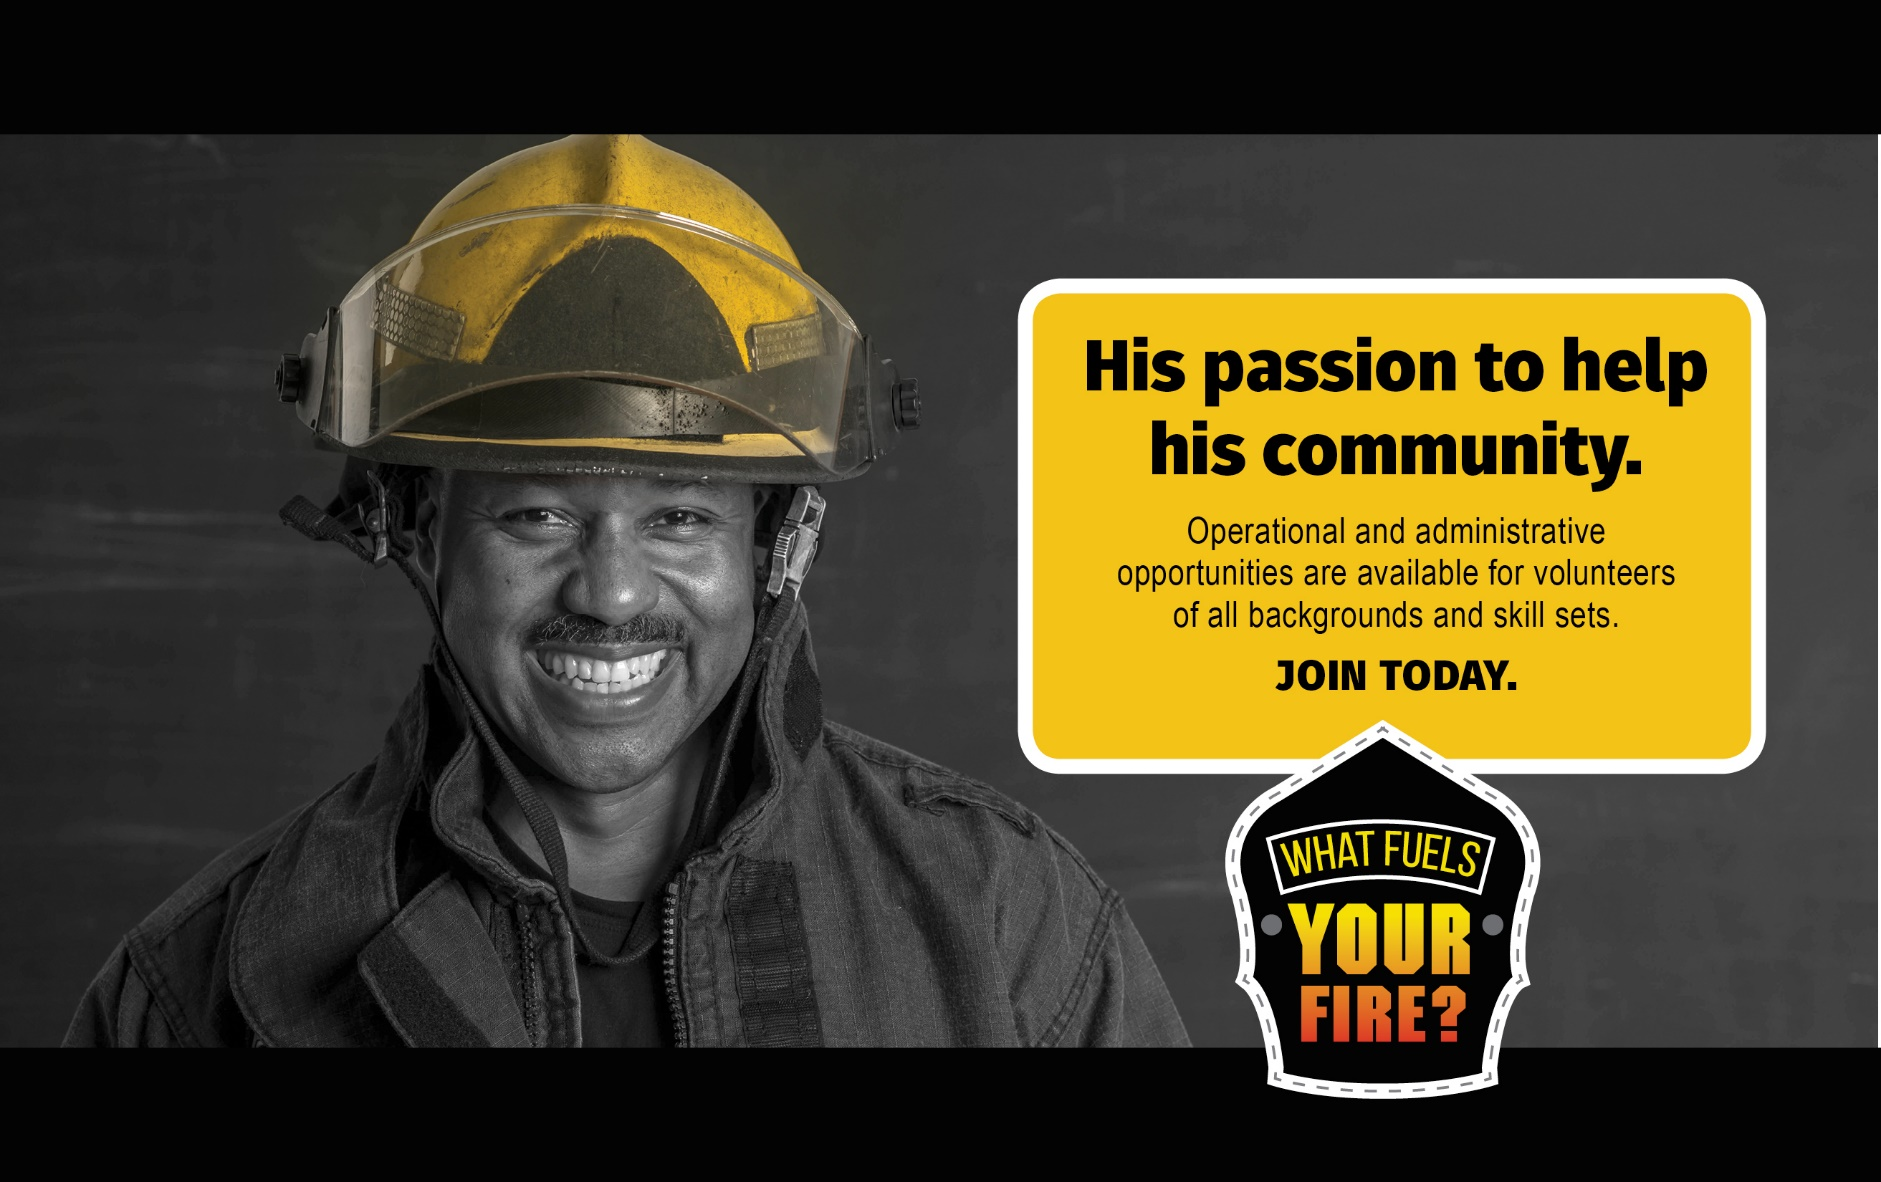 His passion to help
his community.
Operational and administrative
opportunities are available for volunteers
of all backgrounds and skill sets.
JOIN TODAY.
WHAT FUELS
YOUR
FIRE?